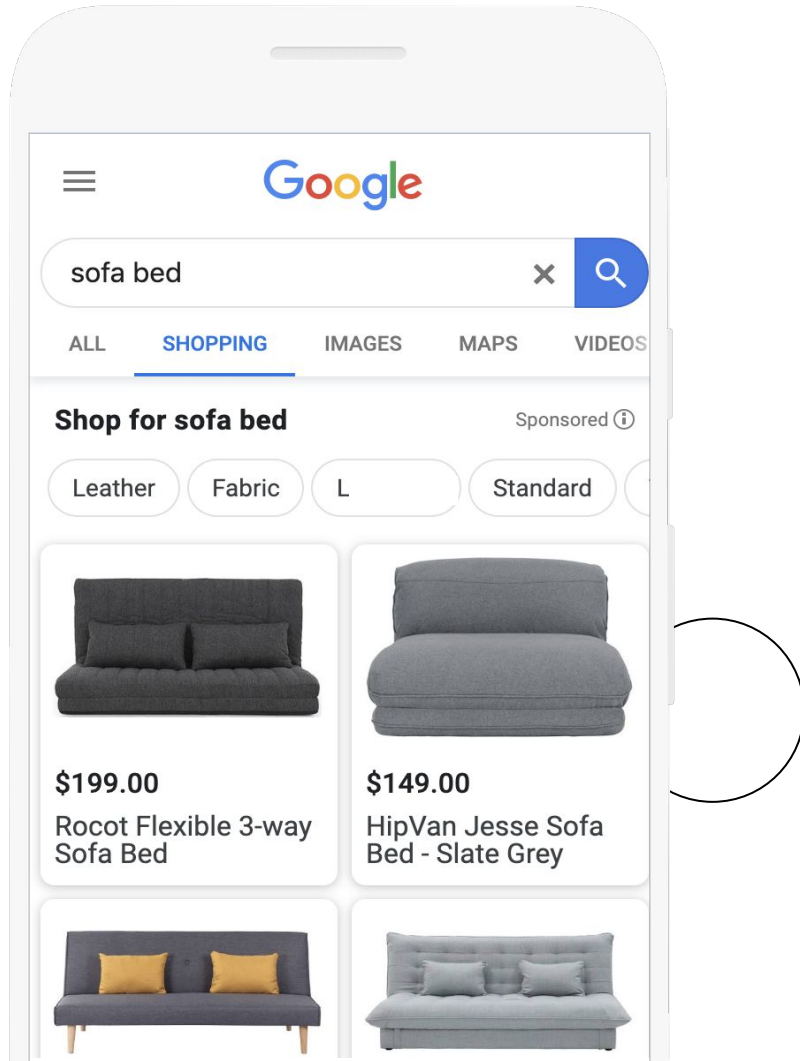 Google
sofa bed
ALL SHOPPING IMAGES MAPS VIDEOS
Shop for sofa bed Sponsored
Leather Fabric L Standard
$199.00 $149.00
Rocot Flexible 3-way HipVan Jesse Sofa
Sofa Bed Bed - Slate Grey